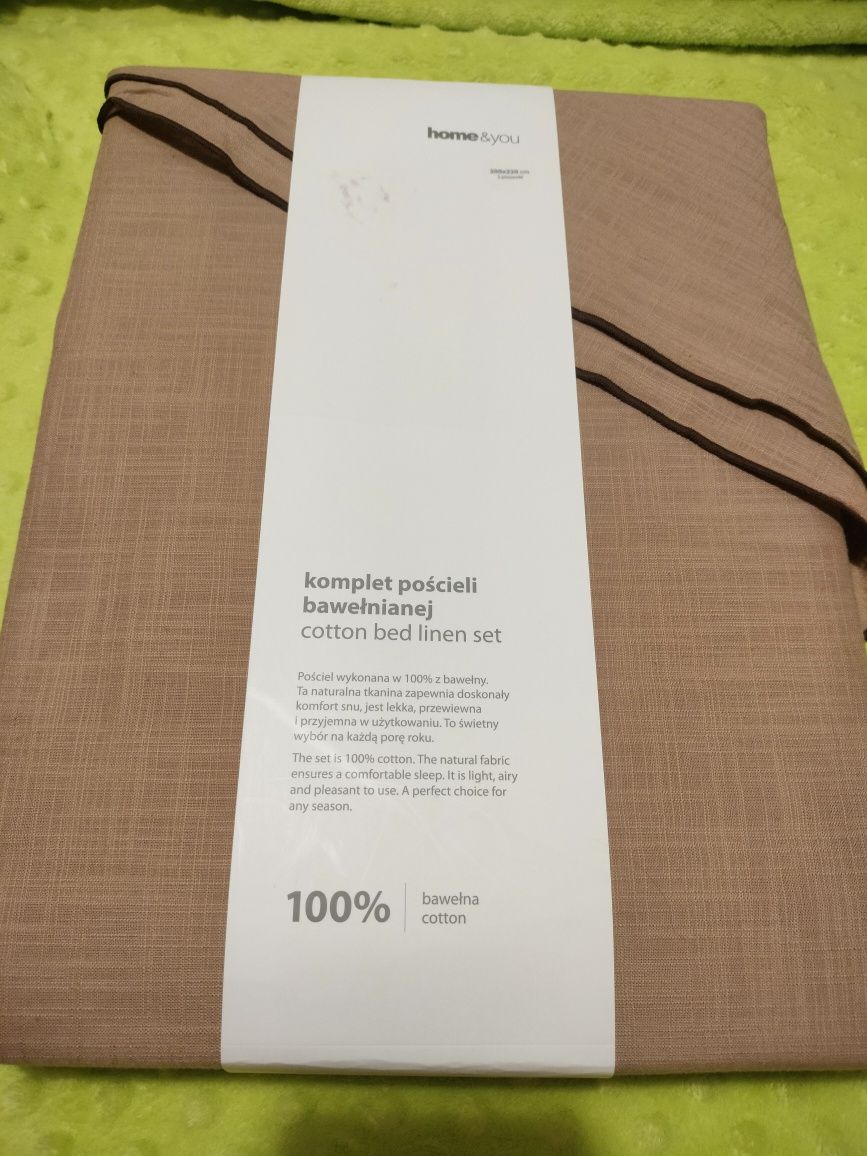 home&you
200x220 cm
komplet pościeli
bawełnianej
cotton bed linen set
Pościel wykonana w 100% z bawełny.
Ta naturalna tkanina zapewnia doskonały
komfort snu, jest lekka, przewiewna
i przyjemna w użytkowaniu. To świetny
wybór na każdą porę roku.
The set is 100% cotton. The natural fabric
ensures a comfortable sleep. It is light, airy
and pleasant to use. A perfect choice for
any season.
100%
bawełna
cotton